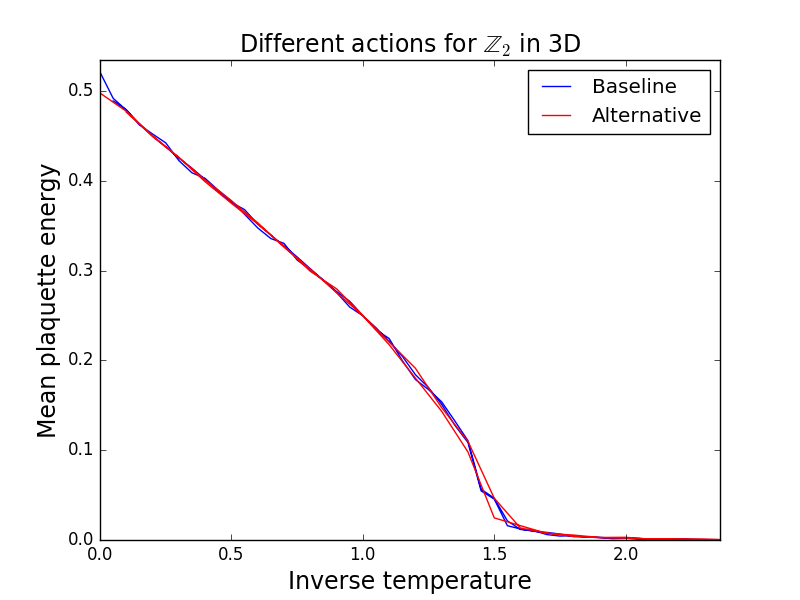 Different actions for ℤ₂ in 3D
Baseline
Alternative
Mean plaquette energy
0.5
0.4
0.3
0.2
0.1
0.0
0.0 0.5 1.0 1.5 2.0
Inverse temperature